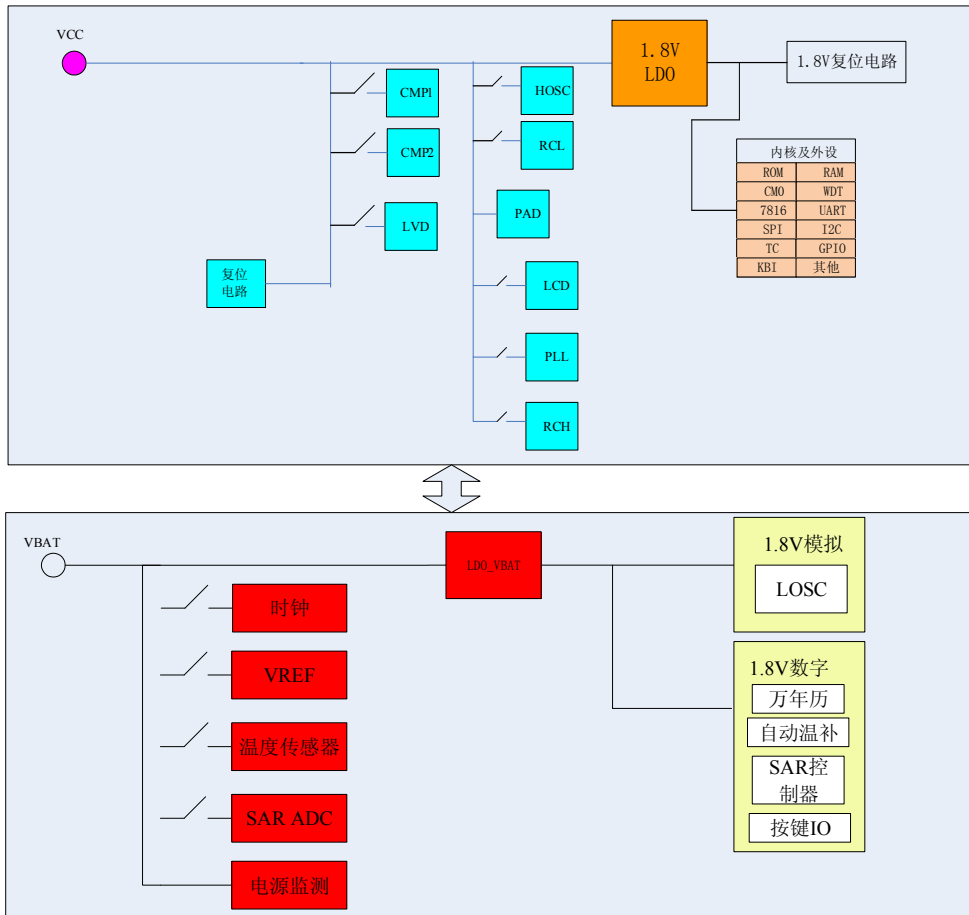 VCC
1.8V
LDO
1.8V复位电路
CMP1
HOSC
CMP2
RCL
内核及外设
ROM RAM
CM0 WDT
7816 UART
SPI I2C
TC GPIO
KBI 其他
LVD
PAD
复位
电路
LCD
PLL
RCH
VBAT
LDO_VBAT
1.8V模拟
LOSC
时钟
VREF
温度传感器
SAR ADC
电源监测
1.8V数字
万年历
自动温补
SAR控
制器
按键IO